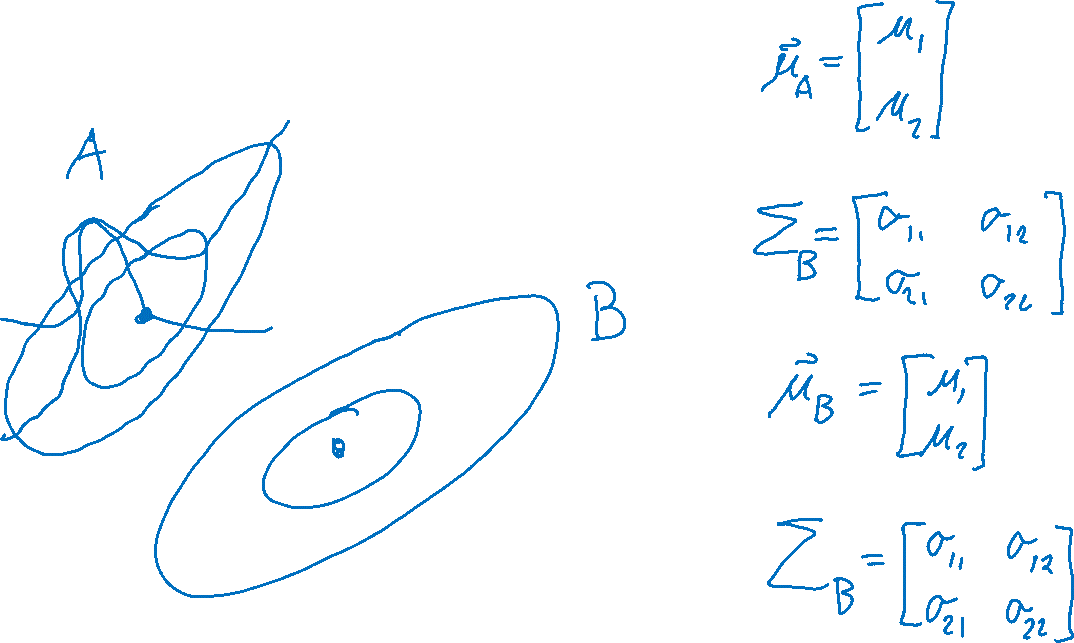 A
B
μ⃗_A = [μ_1
μ_2]
Σ_B = [σ_11 σ_12
σ_21 σ_22]
μ⃗_B = [μ_1
μ_2]
Σ_B = [σ_11 σ_12
σ_21 σ_22]